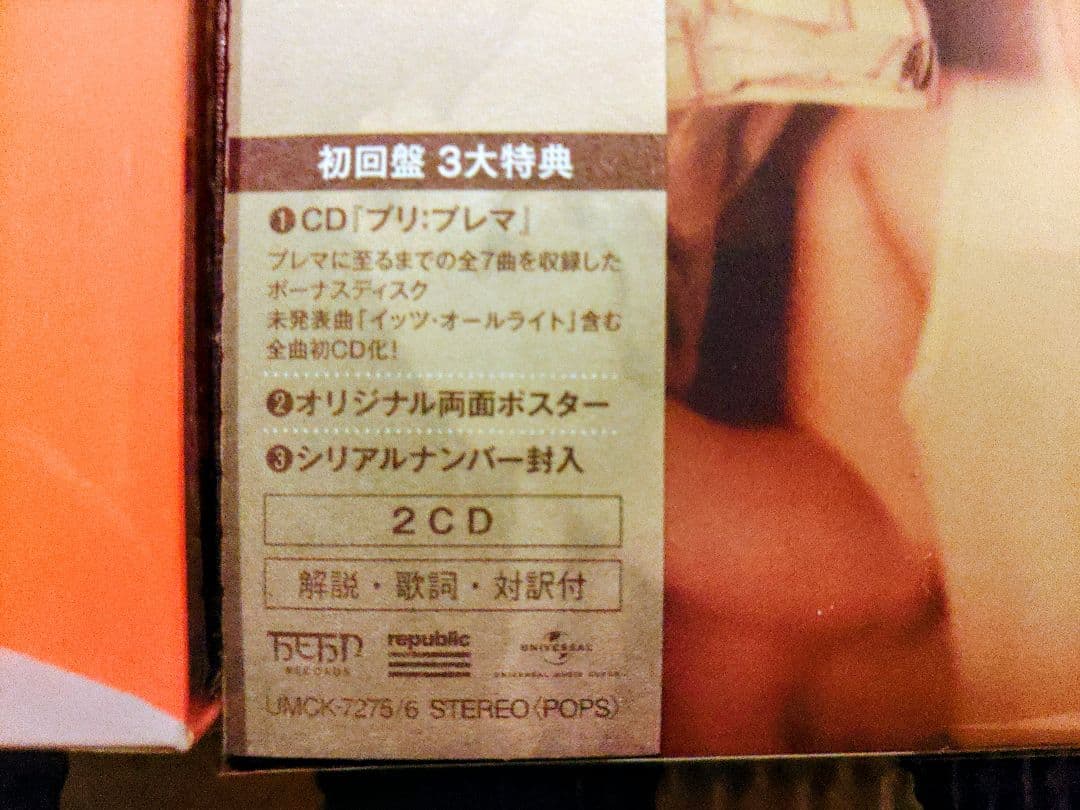 初回盤 3大特典
❶CD『プリ:プレマ』
プレマに至るまでの全7曲を収録した
ボーナスディスク
未発表曲「イッツ・オールライト」含む
全曲初CD化!
❷オリジナル両面ポスター
❸シリアルナンバー封入
2CD
解説・歌詞・対訳付
RECORDS
republic
UNIVERSAL
UMCK-7275/6 STEREO〈POPS〉